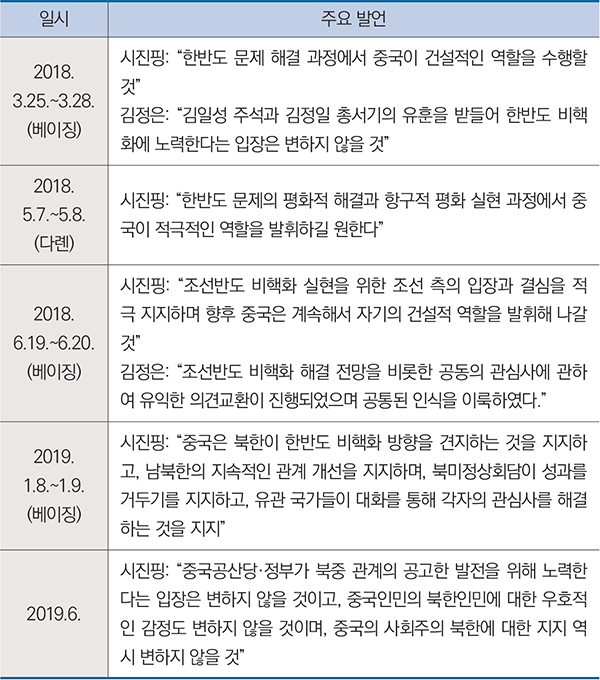 일시 주요 발언
2018.
3.25.~3.28.
(베이징)
시진핑: “한반도 문제 해결 과정에서 중국이 건설적인 역할을 수행할
것”
김정은: “김일성 주석과 김정일 총서기의 유훈을 받들어 한반도 비핵
화에 노력한다는 입장은 변하지 않을 것”
2018.
5.7.~5.8.
(다롄)
시진핑: “한반도 문제의 평화적 해결과 항구적 평화 실현 과정에서 중
국이 적극적인 역할을 발휘하길 원한다”
2018.
6.19.~6.20.
(베이징)
시진핑: “조선반도 비핵화 실현을 위한 조선 측의 입장과 결심을 적
극 지지하며 향후 중국은 계속해서 자기의 건설적 역할을 발휘해 나갈
것”
김정은: “조선반도 비핵화 해결 전망을 비롯한 공동의 관심사에 관하
여 유익한 의견교환이 진행되었으며 공통된 인식을 이룩하였다.”
2019.
1.8.~1.9.
(베이징)
시진핑: “중국은 북한이 한반도 비핵화 방향을 견지하는 것을 지지하
고, 남북한의 지속적인 관계 개선을 지지하며, 북미정상회담이 성과를
거두기를 지지하고, 유관 국가들이 대화를 통해 각자의 관심사를 해결
하는 것을 지지”
2019.6.
시진핑: “중국공산당·정부가 북중 관계의 공고한 발전을 위해 노력한
다는 입장은 변하지 않을 것이고, 중국인민의 북한인민에 대한 우호적
인 감정도 변하지 않을 것이며, 중국의 사회주의 북한에 대한 지지 역
시 변하지 않을 것”